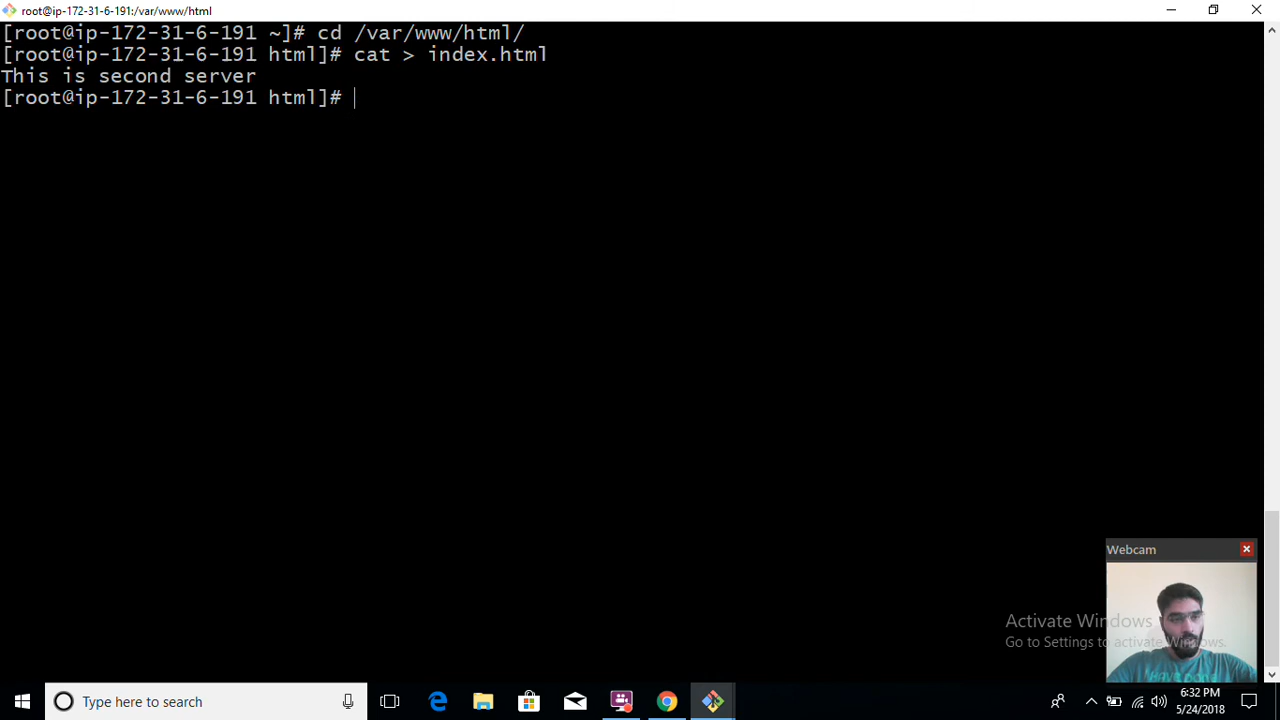 root@ip-172-31-6-191:/var/www/html
[root@ip-172-31-6-191 ~]# cd /var/www/html/
[root@ip-172-31-6-191 html]# cat > index.html
This is second server
[root@ip-172-31-6-191 html]#
Webcam
Activate Windows
Go to Settings to activate Windows.
Type here to search
6:32 PM
5/24/2018